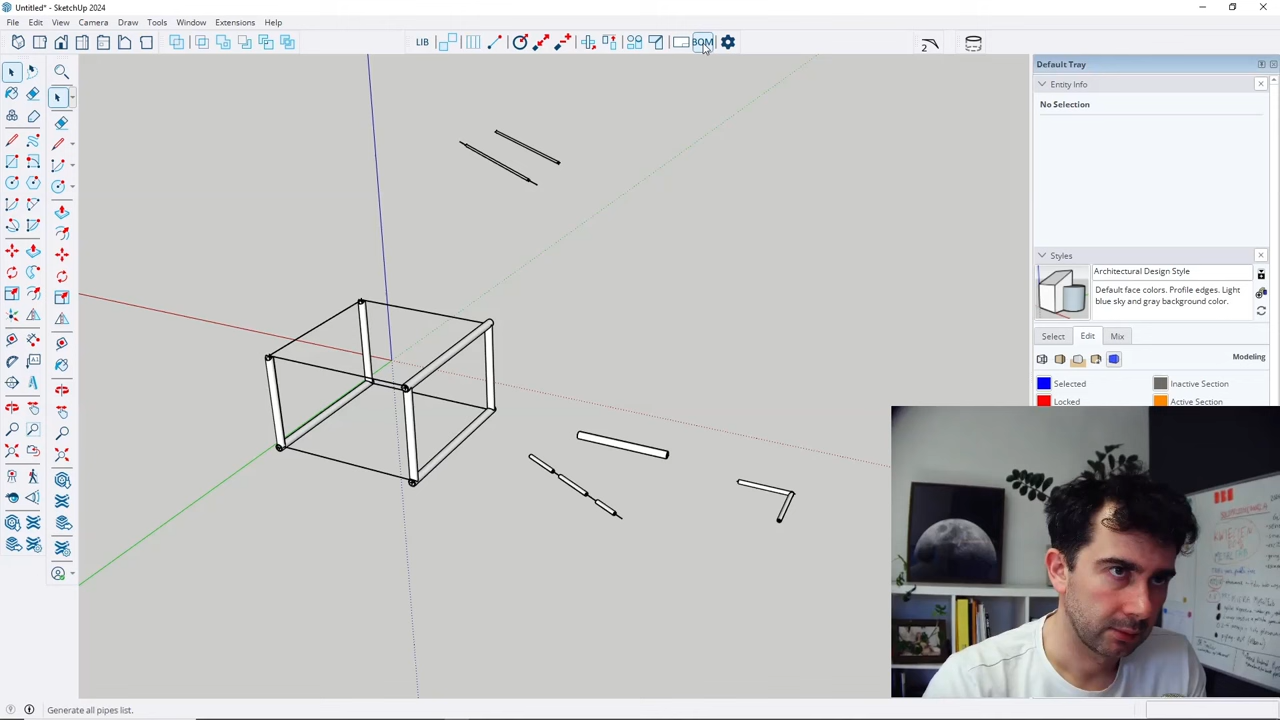 Untitled* - SketchUp 2024
File Edit View Camera Draw Tools Window Extensions Help
LIB
BOM
2
Default Tray
Entity Info
No Selection
Styles
Architectural Design Style
Default face colors. Profile edges. Light
blue sky and gray background color.
Select Edit Mix
Modeling
Selected Inactive Section
Locked Active Section
Generate all pipes list.